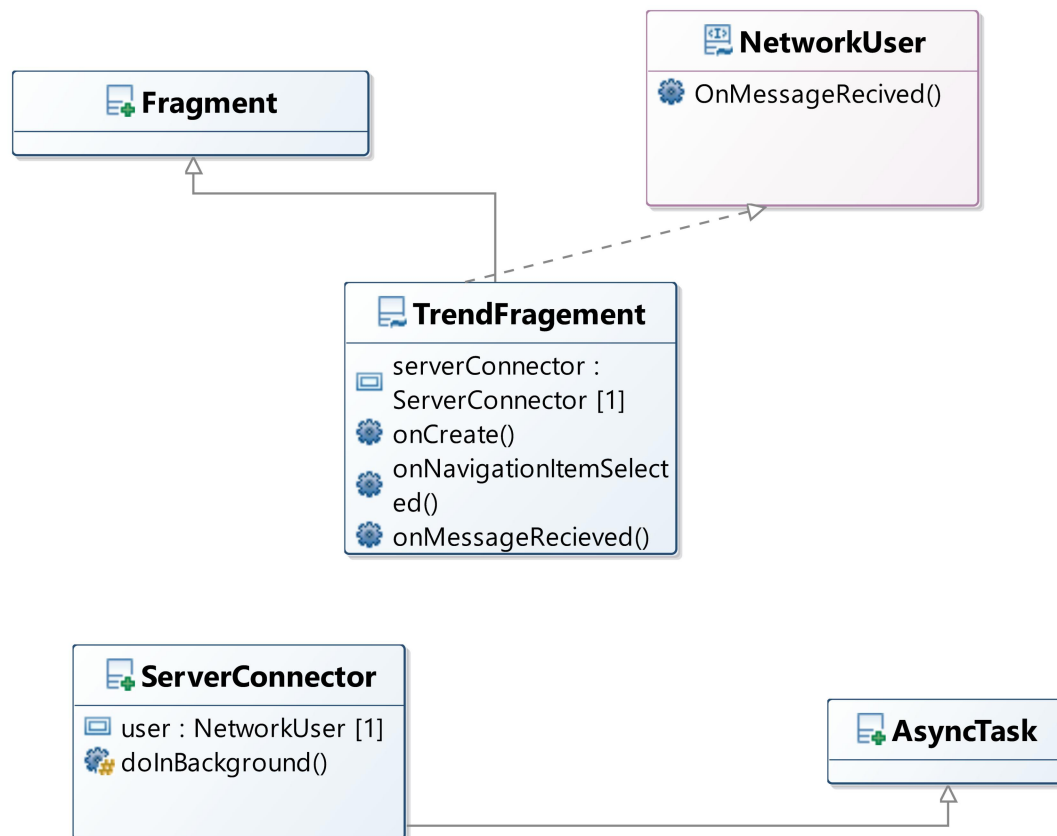 NetworkUser
OnMessageRecived()
Fragment
TrendFragement
serverConnector :
ServerConnector [1]
onCreate()
onNavigationItemSelect
ed()
onMessageRecieved()
ServerConnector
user : NetworkUser [1]
doInBackground()
AsyncTask